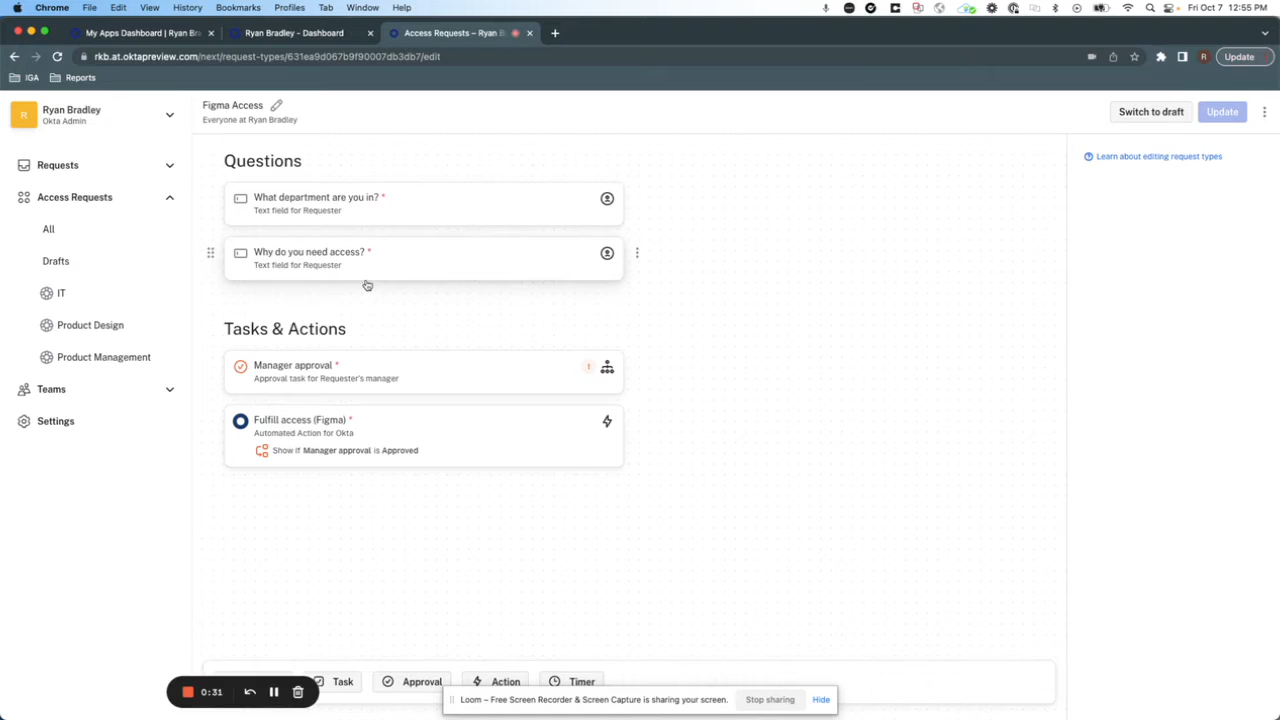 Chrome File Edit View History Bookmarks Profiles Tab Window Help Fri Oct 7 12:55 PM
My Apps Dashboard | Ryan Br
Ryan Bradley – Dashboard
Access Requests – Ryan B
rkb.at.oktapreview.com/next/request-types/631ea9d067b9f90007db3db7/edit
R
Update
IGA
Reports
R
Ryan Bradley
Okta Admin
Requests
Access Requests
All
Drafts
IT
Product Design
Product Management
Teams
Settings
Figma Access
Everyone at Ryan Bradley
Switch to draft
Update
Learn about editing request types
Questions
What department are you in? *
Text field for Requester
Why do you need access? *
Text field for Requester
Tasks & Actions
Manager approval *
Approval task for Requester's manager
1
Fulfill access (Figma) *
Automated Action for Okta
Show if Manager approval is Approved
Task
Approval
Action
Timer
0:31
Loom – Free Screen Recorder & Screen Capture is sharing your screen.
Stop sharing
Hide